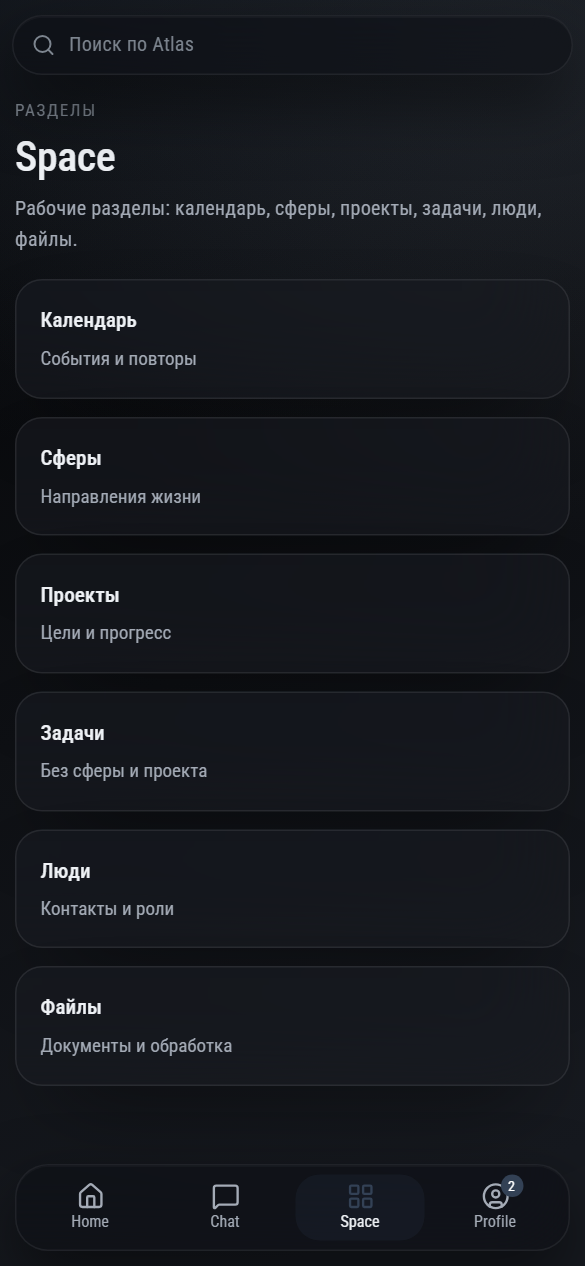 Поиск по Atlas
РАЗДЕЛЫ
Space
Рабочие разделы: календарь, сферы, проекты, задачи, люди,
файлы.
Календарь
События и повторы
Сферы
Направления жизни
Проекты
Цели и прогресс
Задачи
Без сферы и проекта
Люди
Контакты и роли
Файлы
Документы и обработка
2
Home Chat Space Profile